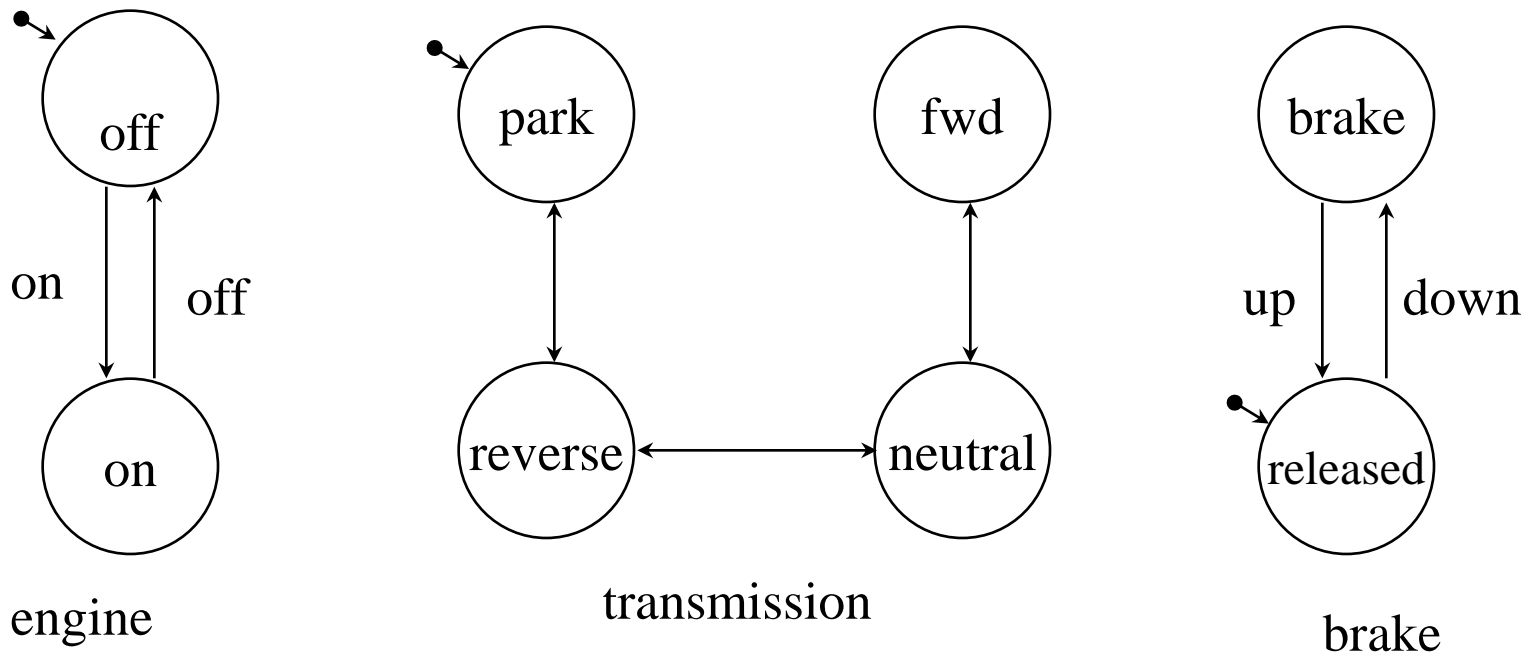 off
on
off
on
engine
park
fwd
reverse
neutral
transmission
brake
up
down
released
brake